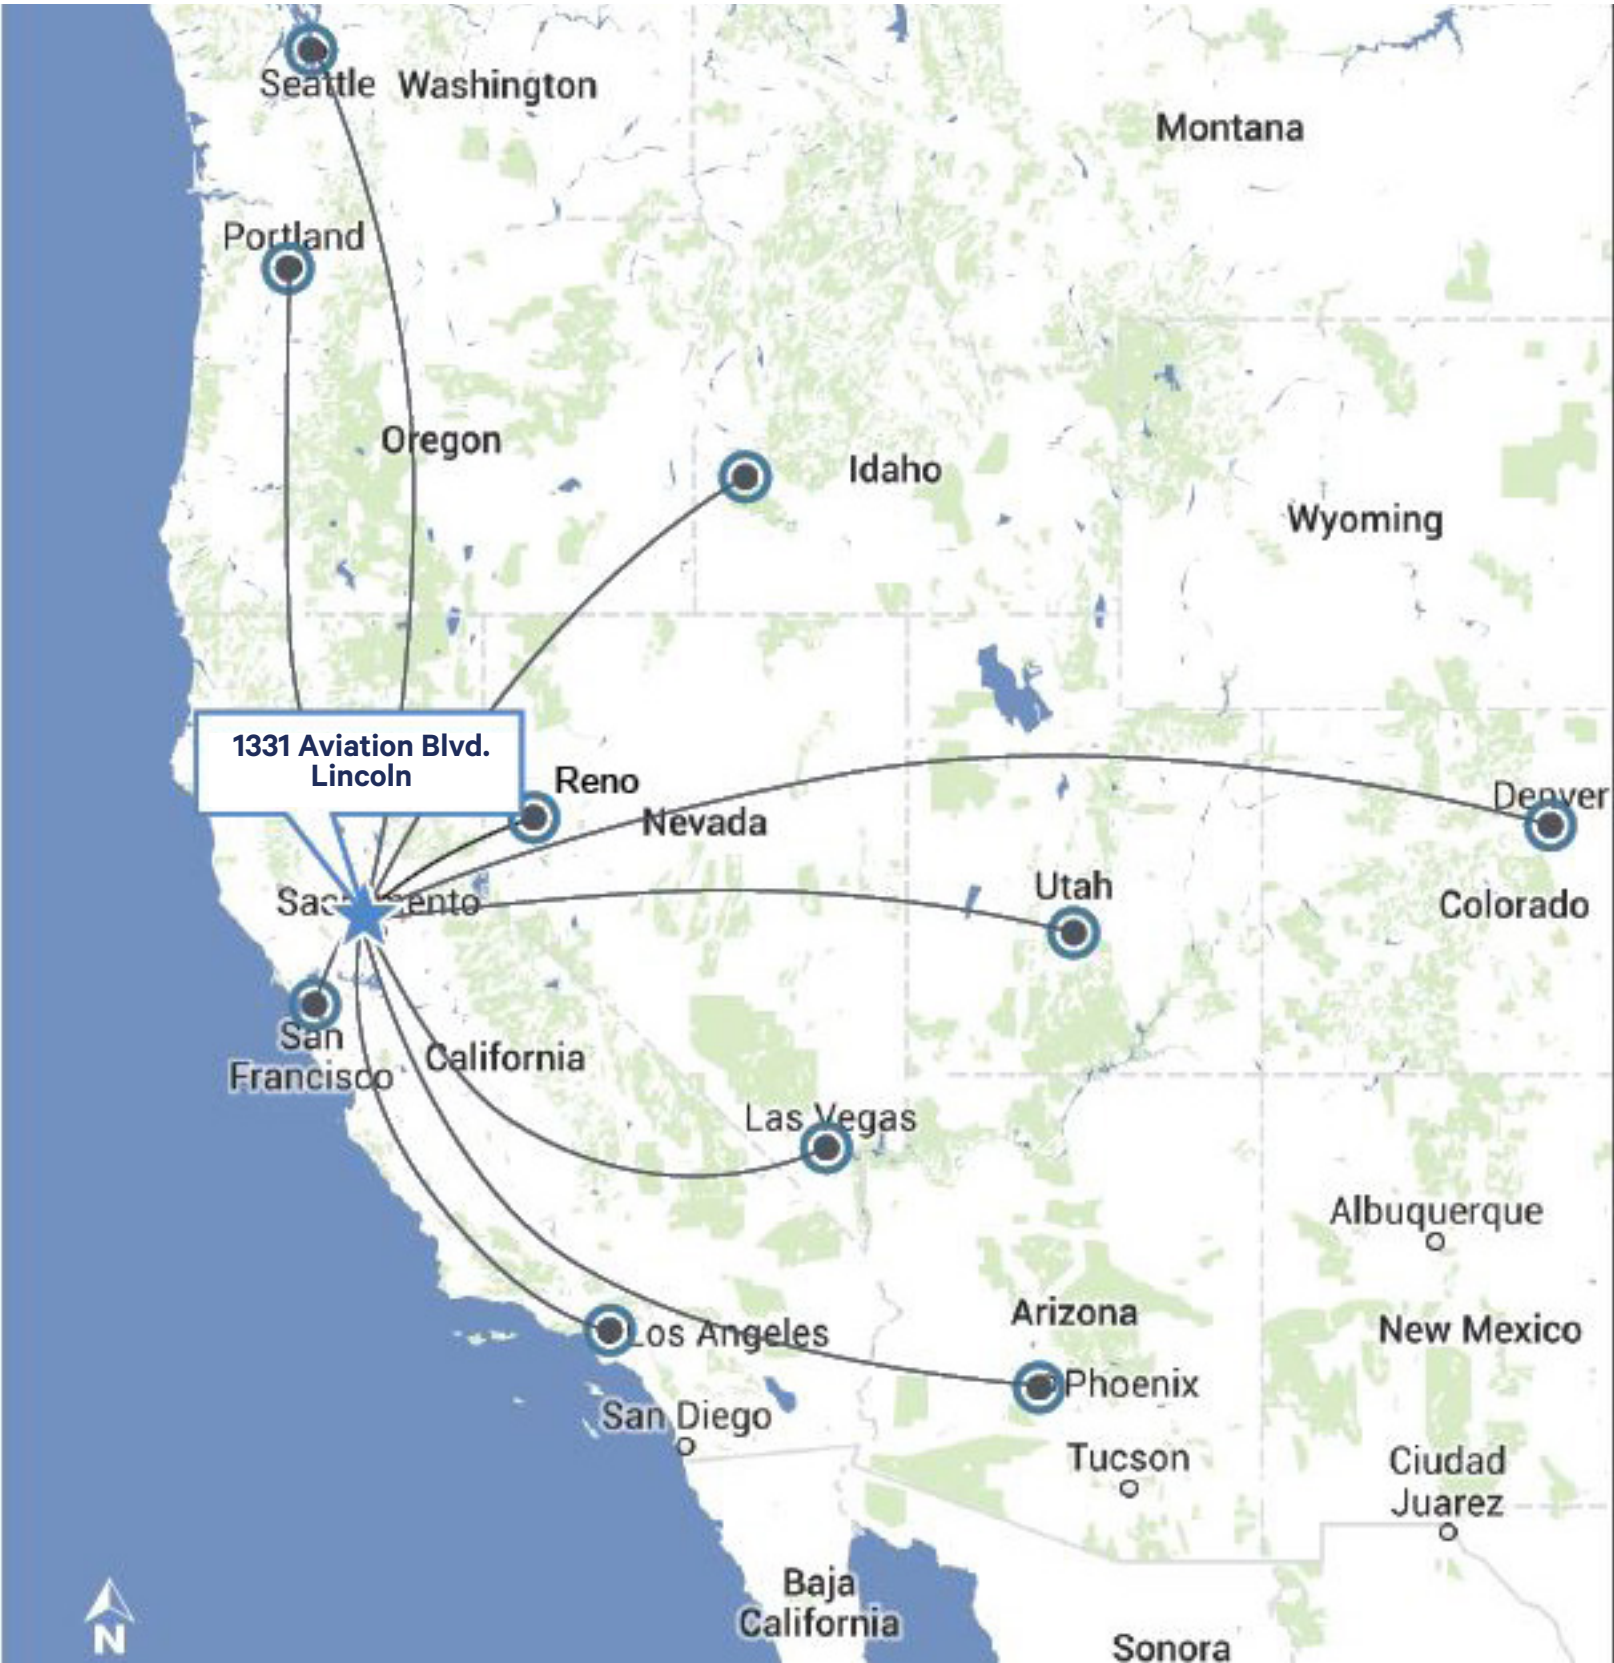 Seattle
Washington
Montana
Portland
Oregon
Idaho
Wyoming
1331 Aviation Blvd.
Lincoln
Reno
Nevada
Denver
Utah
Colorado
San
Francisco
California
Las Vegas
Albuquerque
Arizona
New Mexico
Los Angeles
Phoenix
San Diego
Tucson
Ciudad
Juarez
Baja
California
Sonora
N